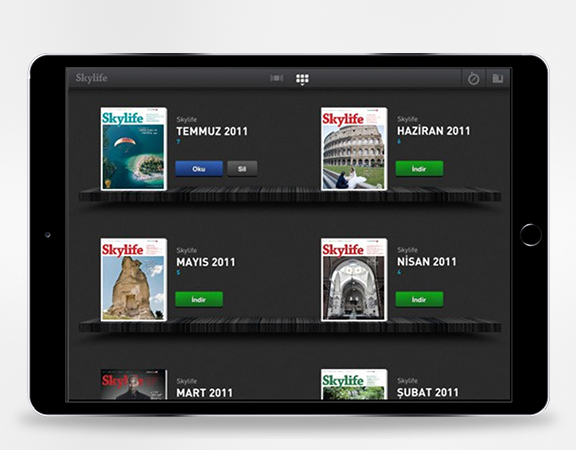 Skylife
Skylife
Skylife
TEMMUZ 2011
7
Oku
Sil
Skylife
Skylife
HAZİRAN 2011
6
İndir
Skylife
Skylife
MAYIS 2011
5
İndir
Skylife
Skylife
NİSAN 2011
4
İndir
Skylife
Skylife
MART 2011
Skylife
Skylife
ŞUBAT 2011